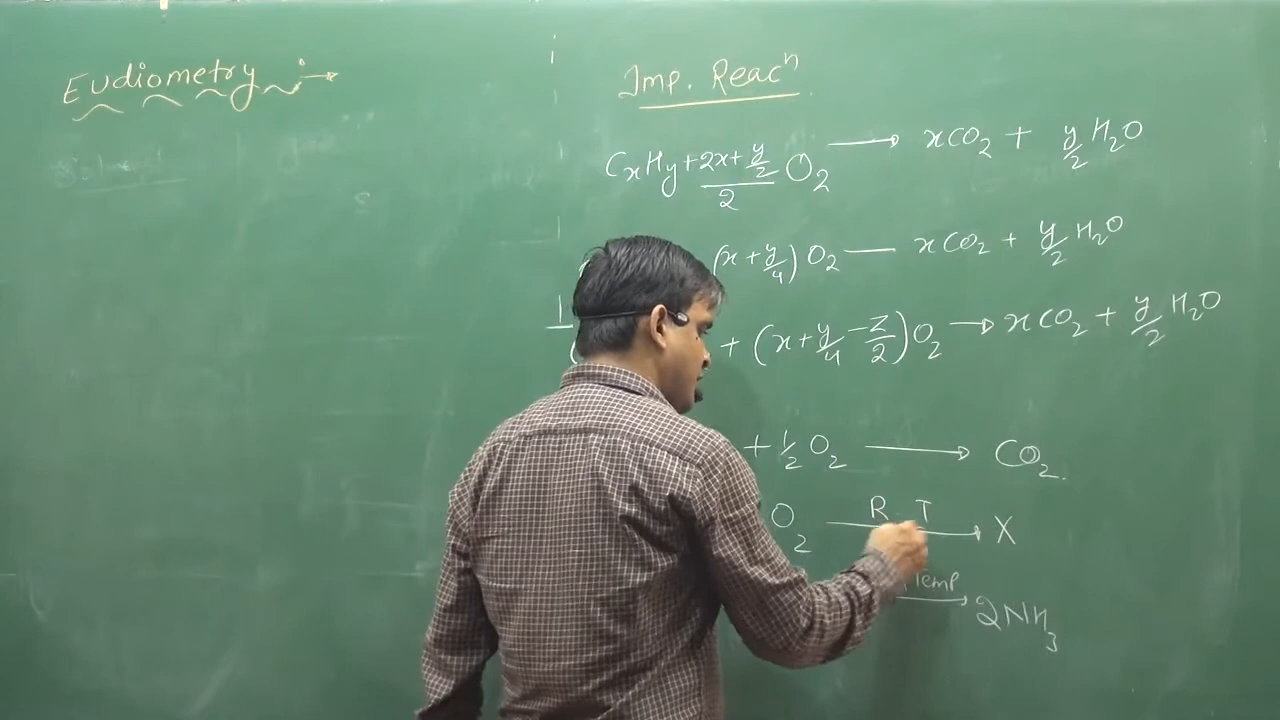 Eudiometry :→
Imp. Reacⁿ
CxHy + (2x + y/2)/2 O₂ → xCO₂ + y/2 H₂O
(x + y/4) O₂ — xCO₂ + y/2 H₂O
+ (x + y/4 - z/2) O₂ → xCO₂ + y/2 H₂O
+ 1/2 O₂ → CO₂
O₂ R.T → X
Temp → 2NH₃